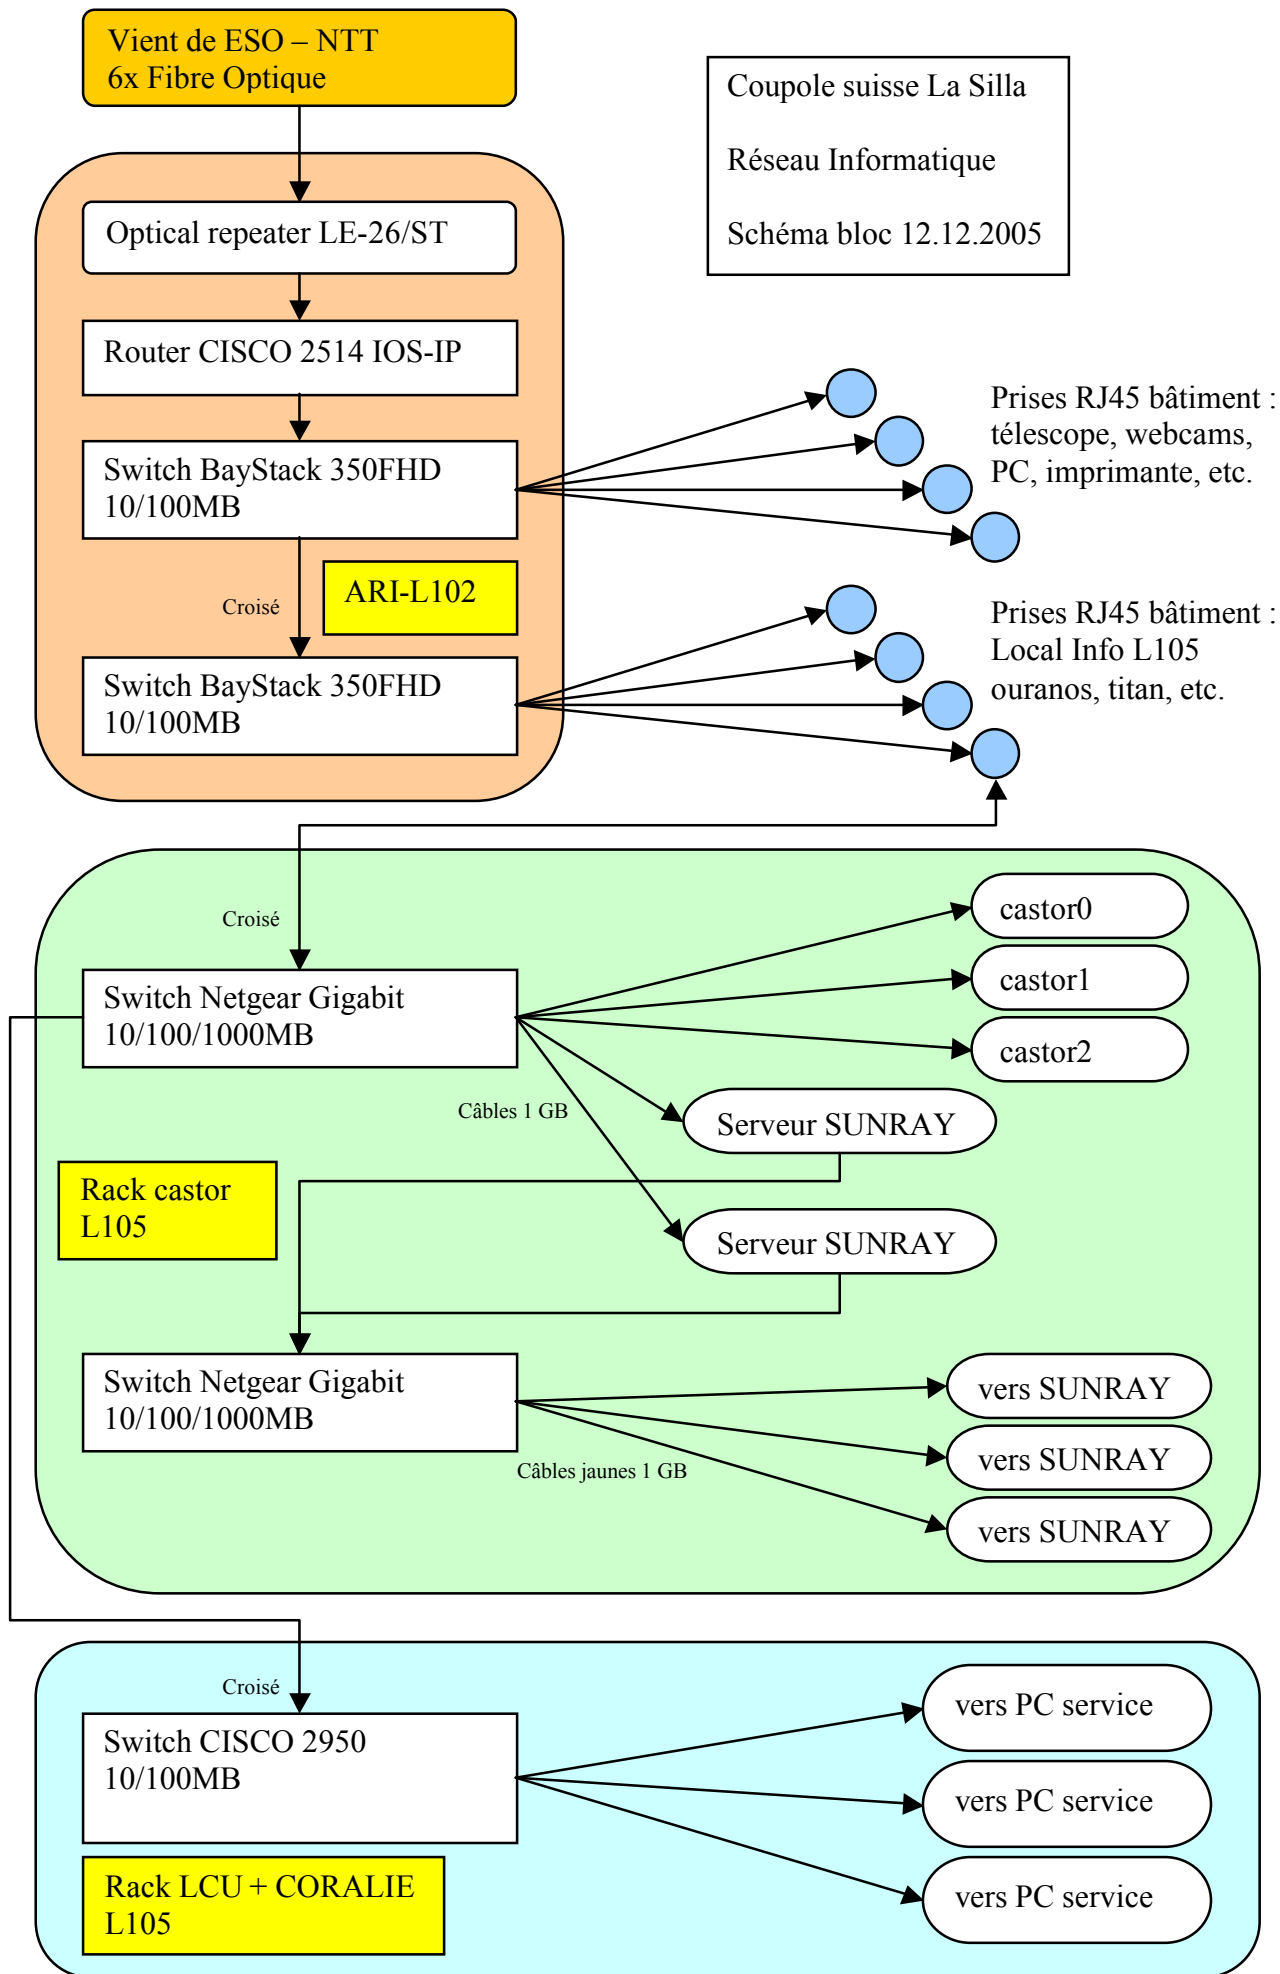 Vient de ESO – NTT
6x Fibre Optique
Coupole suisse La Silla
Réseau Informatique
Schéma bloc 12.12.2005
Optical repeater LE-26/ST
Router CISCO 2514 IOS-IP
Switch BayStack 350FHD
10/100MB
Prises RJ45 bâtiment :
télescope, webcams,
PC, imprimante, etc.
Croisé
ARI-L102
Switch BayStack 350FHD
10/100MB
Prises RJ45 bâtiment :
Local Info L105
ouranos, titan, etc.
Croisé
Switch Netgear Gigabit
10/100/1000MB
castor0
castor1
castor2
Câbles 1 GB
Serveur SUNRAY
Rack castor
L105
Serveur SUNRAY
Switch Netgear Gigabit
10/100/1000MB
Câbles jaunes 1 GB
vers SUNRAY
vers SUNRAY
vers SUNRAY
Croisé
Switch CISCO 2950
10/100MB
vers PC service
vers PC service
vers PC service
Rack LCU + CORALIE
L105